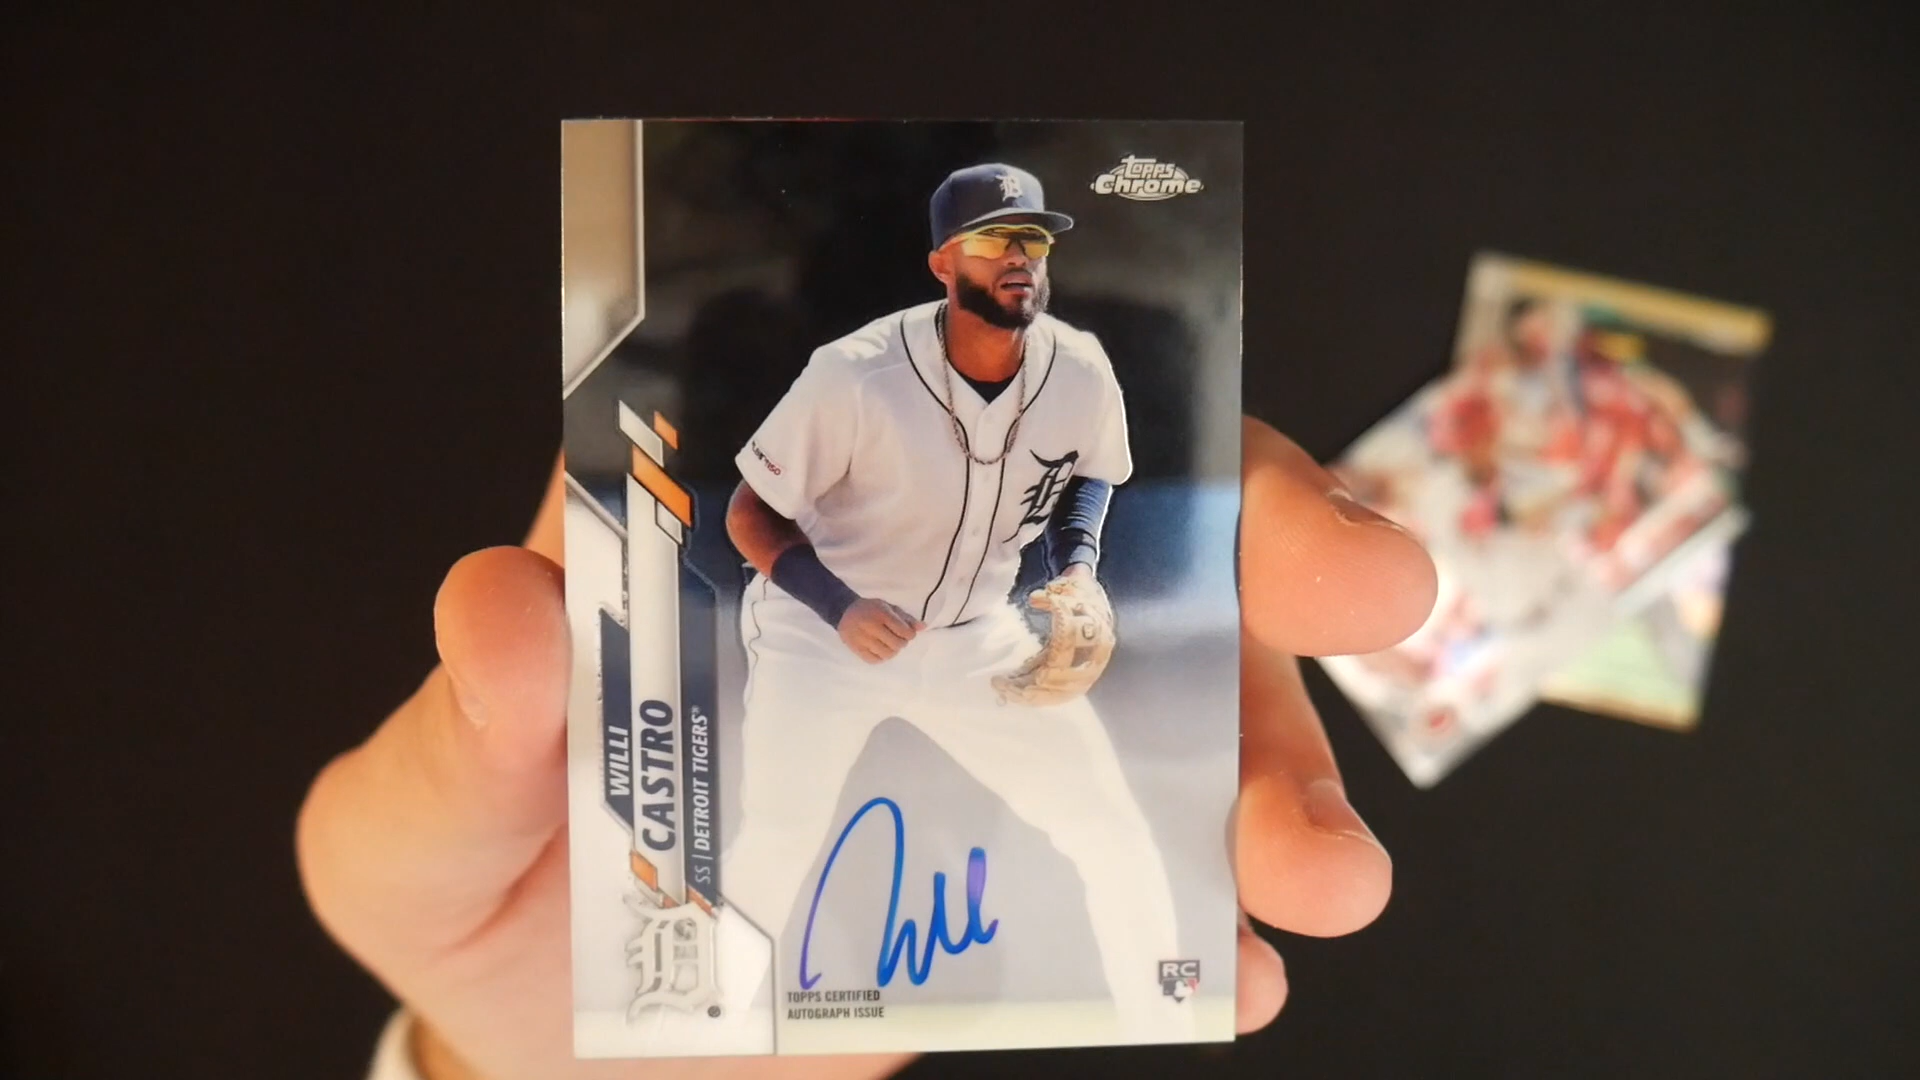 Topps
Chrome
WILLI
CASTRO
SS | DETROIT TIGERS®
TOPPS CERTIFIED
AUTOGRAPH ISSUE
RC